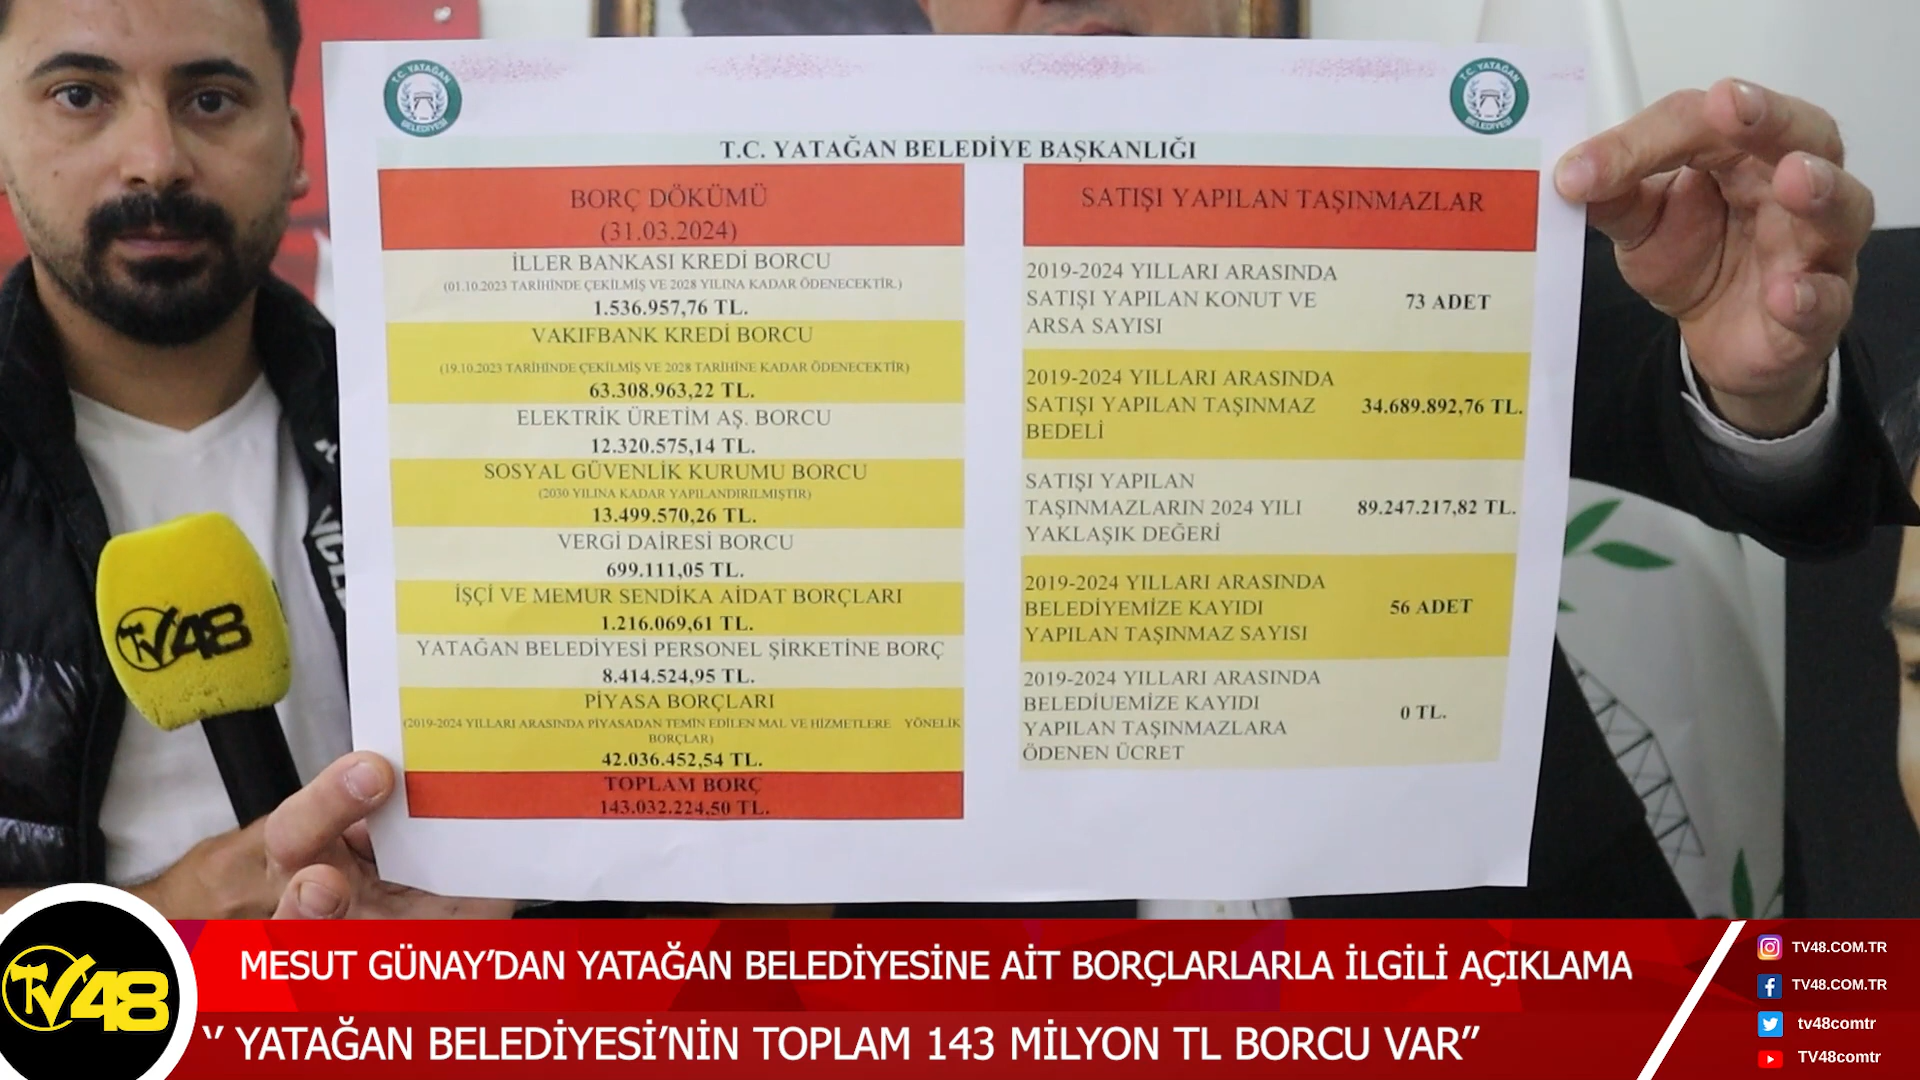 T.C. YATAĞAN
BELEDİYESİ
T.C. YATAĞAN
BELEDİYESİ
T.C. YATAĞAN BELEDİYE BAŞKANLIĞI
BORÇ DÖKÜMÜ
(31.03.2024)
İLLER BANKASI KREDİ BORCU
(01.10.2023 TARİHİNDE ÇEKİLMİŞ VE 2028 YILINA KADAR ÖDENECEKTİR.)
1.536.957,76 TL.
VAKIFBANK KREDİ BORCU
(19.10.2023 TARİHİNDE ÇEKİLMİŞ VE 2028 TARİHİNE KADAR ÖDENECEKTİR)
63.308.963,22 TL.
ELEKTRİK ÜRETİM AŞ. BORCU
12.320.575,14 TL.
SOSYAL GÜVENLİK KURUMU BORCU
(2030 YILINA KADAR YAPILANDIRILMIŞTIR)
13.499.570,26 TL.
VERGİ DAİRESİ BORCU
699.111,05 TL.
İŞÇİ VE MEMUR SENDİKA AİDAT BORÇLARI
1.216.069,61 TL.
YATAĞAN BELEDİYESİ PERSONEL ŞİRKETİNE BORÇ
8.414.524,95 TL.
PİYASA BORÇLARI
(2019-2024 YILLARI ARASINDA PİYASADAN TEMİN EDİLEN MAL VE HİZMETLERE YÖNELİK
BORÇLAR)
42.036.452,54 TL.
TOPLAM BORÇ
143.032.224,50 TL.
SATIŞI YAPILAN TAŞINMAZLAR
2019-2024 YILLARI ARASINDA
SATIŞI YAPILAN KONUT VE
ARSA SAYISI
73 ADET
2019-2024 YILLARI ARASINDA
SATIŞI YAPILAN TAŞINMAZ
BEDELİ
34.689.892,76 TL.
SATIŞI YAPILAN
TAŞINMAZLARIN 2024 YILI
YAKLAŞIK DEĞERİ
89.247.217,82 TL.
2019-2024 YILLARI ARASINDA
BELEDİYEMİZE KAYIDI
YAPILAN TAŞINMAZ SAYISI
56 ADET
2019-2024 YILLARI ARASINDA
BELEDİUEMİZE KAYIDI
YAPILAN TAŞINMAZLARA
ÖDENEN ÜCRET
0 TL.
TV48
TV48
MESUT GÜNAY’DAN YATAĞAN BELEDİYESİNE AİT BORÇLARLARLA İLGİLİ AÇIKLAMA
‘’ YATAĞAN BELEDİYESİ’NİN TOPLAM 143 MİLYON TL BORCU VAR’’
TV48.COM.TR
TV48.COM.TR
tv48comtr
TV48comtr